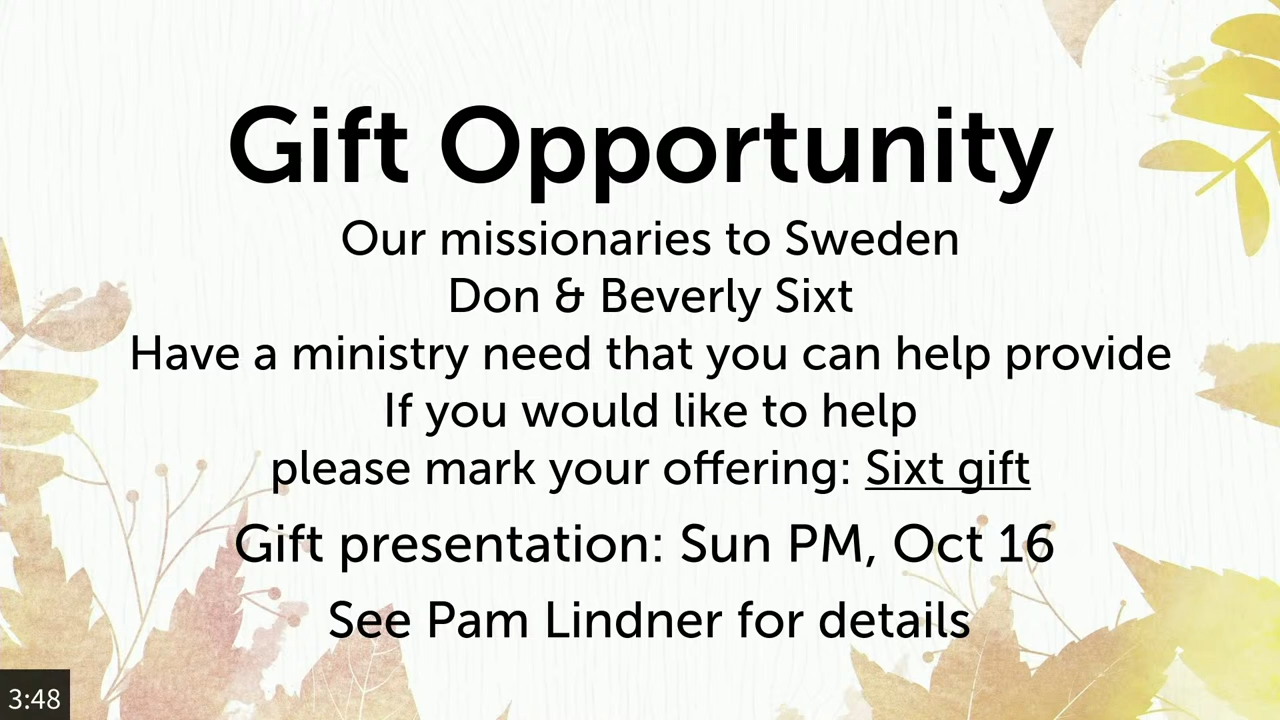 Gift Opportunity
Our missionaries to Sweden
Don & Beverly Sixt
Have a ministry need that you can help provide
If you would like to help
please mark your offering: Sixt gift
Gift presentation: Sun PM, Oct 16
See Pam Lindner for details
3:48